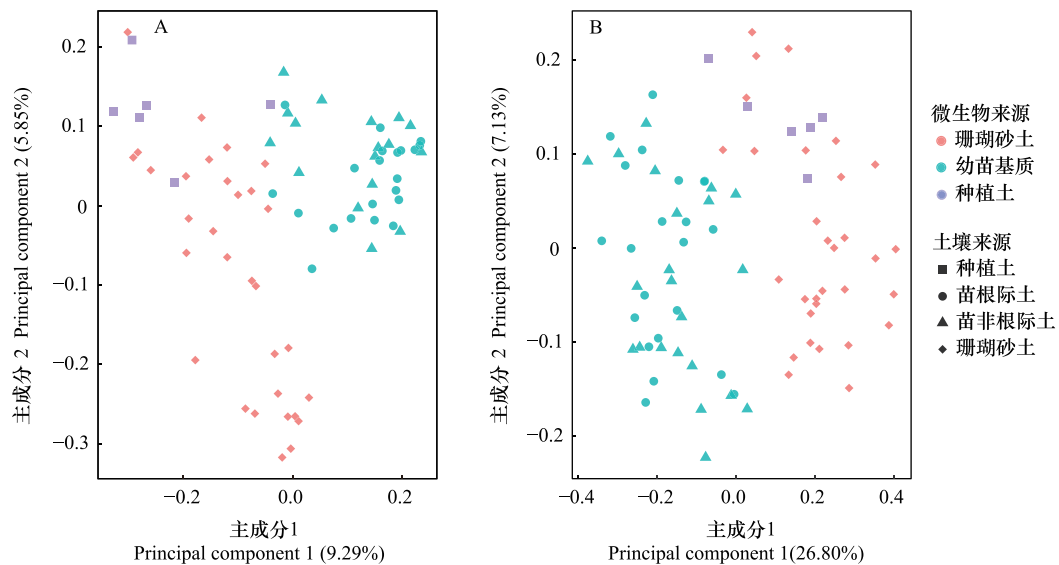 A
0.2
0.1
0
−0.1
−0.2
−0.3
−0.2
0.0
0.2
主成分 2 Principal component 2 (5.85%)
主成分1
Principal component 1 (9.29%)
B
0.2
0.1
0
−0.1
−0.2
−0.4
−0.2
0.0
0.2
0.4
主成分 2 Principal component 2 (7.13%)
主成分1
Principal component 1(26.80%)
微生物来源
珊瑚砂土
幼苗基质
种植土
土壤来源
种植土
苗根际土
苗非根际土
珊瑚砂土